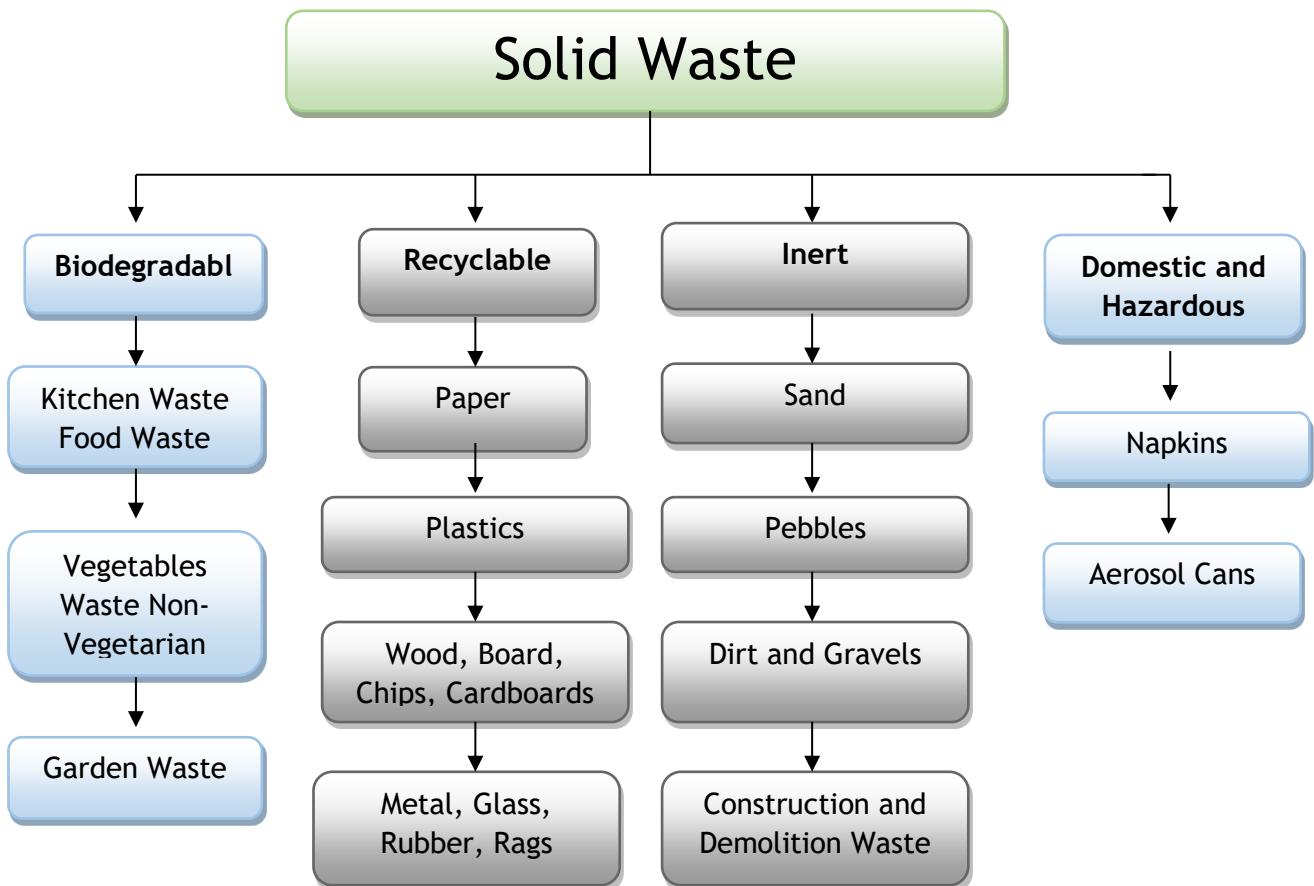 Solid Waste
Biodegradabl
Kitchen Waste
Food Waste
Vegetables
Waste Non-
Vegetarian
Garden Waste
Recyclable
Paper
Plastics
Wood, Board,
Chips, Cardboards
Metal, Glass,
Rubber, Rags
Inert
Sand
Pebbles
Dirt and Gravels
Construction and
Demolition Waste
Domestic and
Hazardous
Napkins
Aerosol Cans